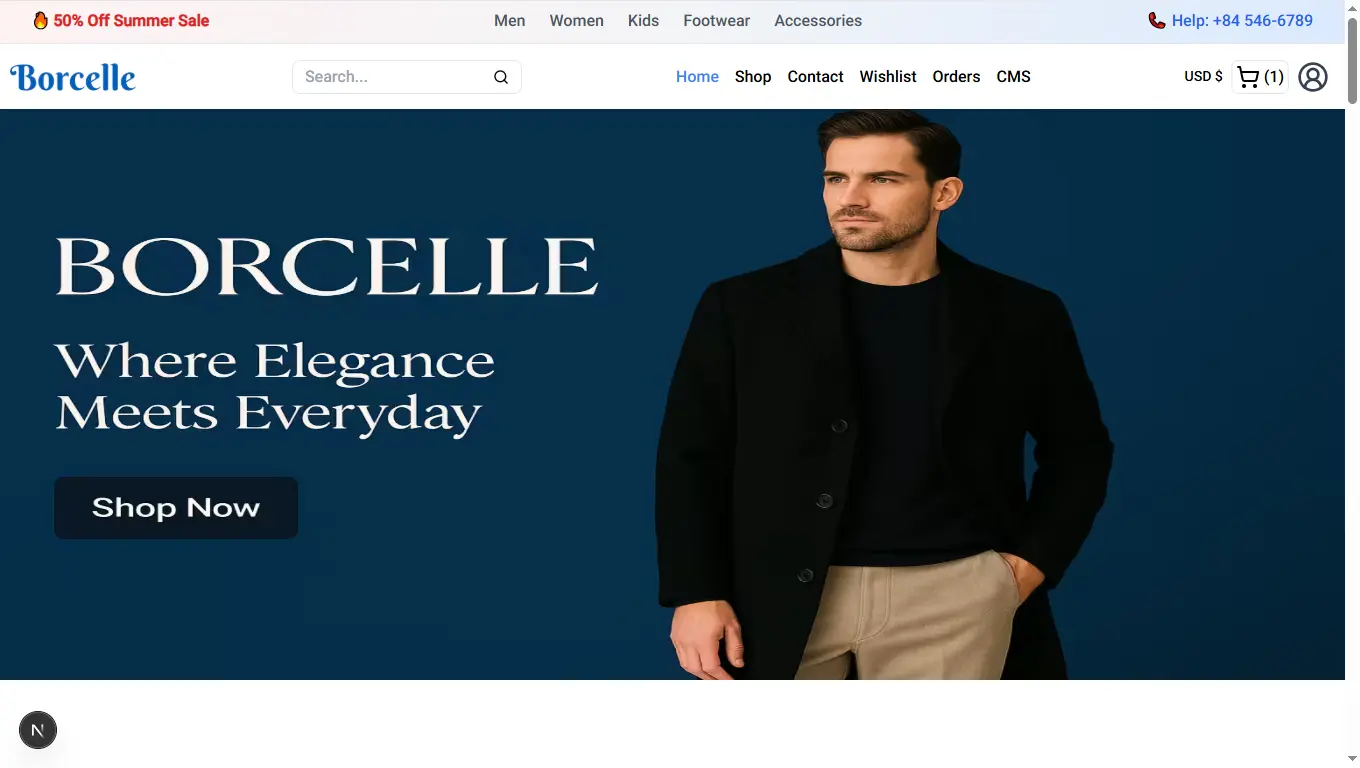 50% Off Summer Sale
Men Women Kids Footwear Accessories
Help: +84 546-6789
Borcelle
Search...
Home Shop Contact Wishlist Orders CMS
USD $ (1)
BORCELLE
Where Elegance
Meets Everyday
Shop Now
N